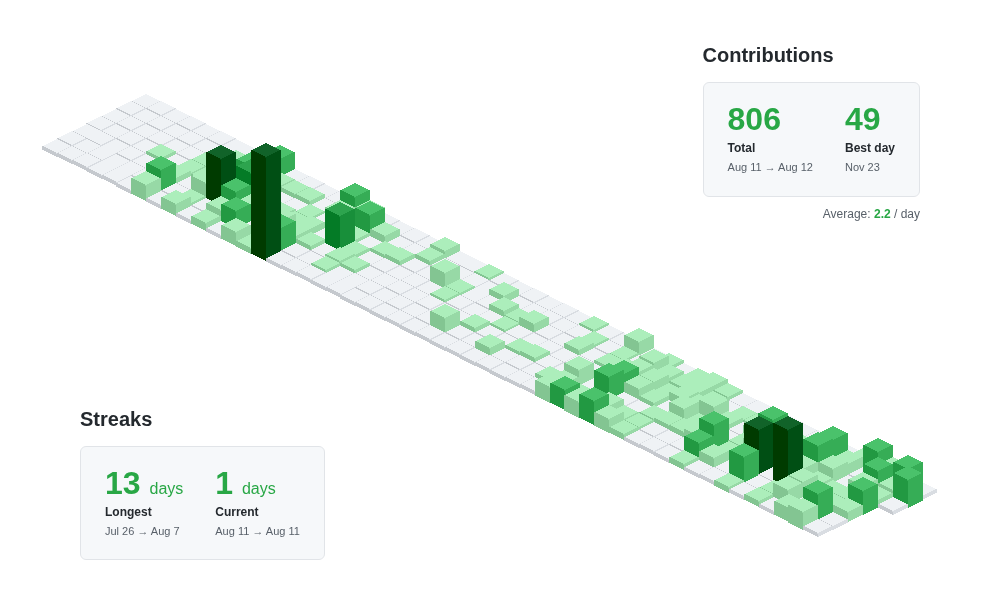 Contributions
806 49
Total Best day
Aug 11 → Aug 12 Nov 23
Average: 2.2 / day
Streaks
13 days 1 days
Longest Current
Jul 26 → Aug 7 Aug 11 → Aug 11